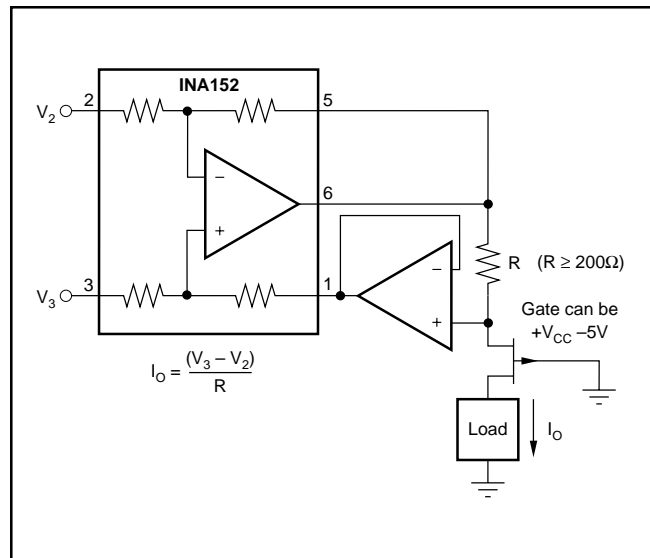 INA152
2
5
V2
−
6
+
−
R (R ≥ 200Ω)
3
1
V3
+
Gate can be
+VCC –5V
IO = (V3 – V2)
R
Load
IO